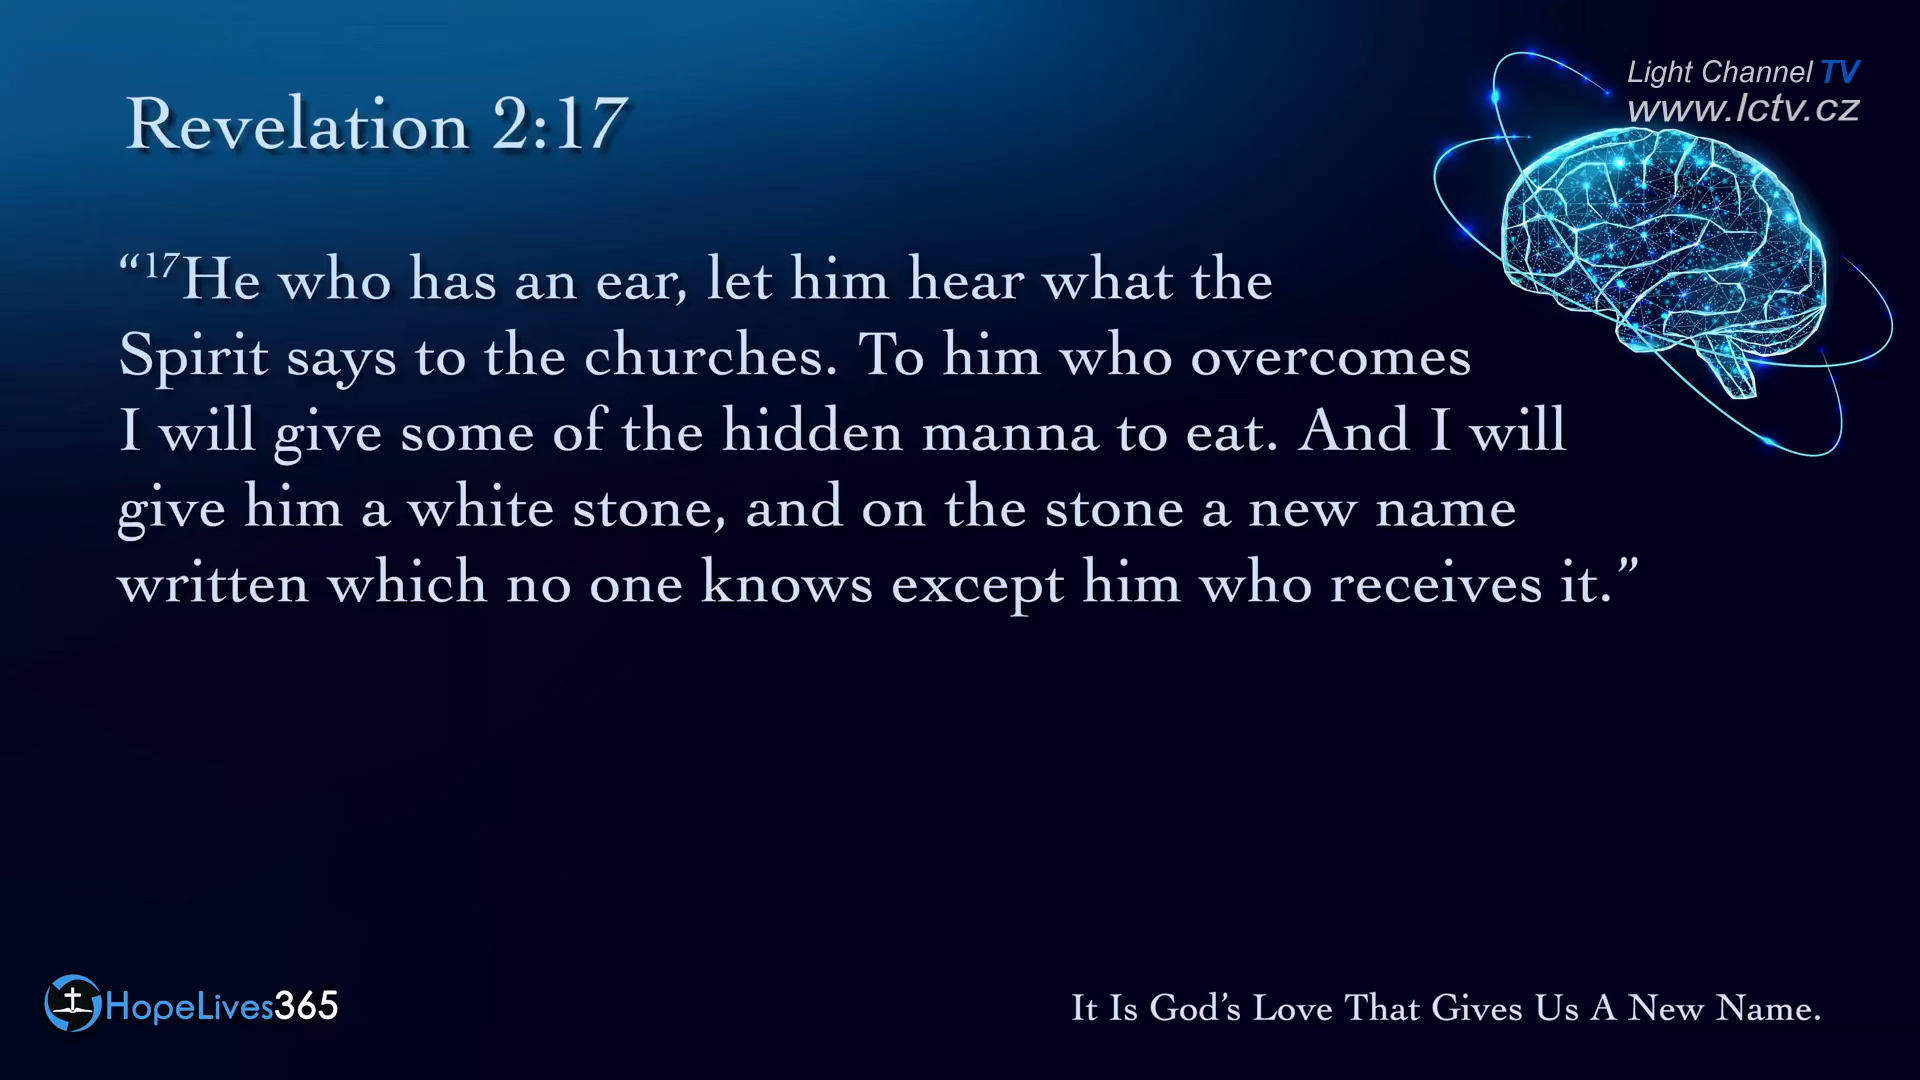 Light Channel TV
www.lctv.cz
Revelation 2:17
“¹⁷He who has an ear, let him hear what the
Spirit says to the churches. To him who overcomes
I will give some of the hidden manna to eat. And I will
give him a white stone, and on the stone a new name
written which no one knows except him who receives it.”
HopeLives365
It Is God’s Love That Gives Us A New Name.